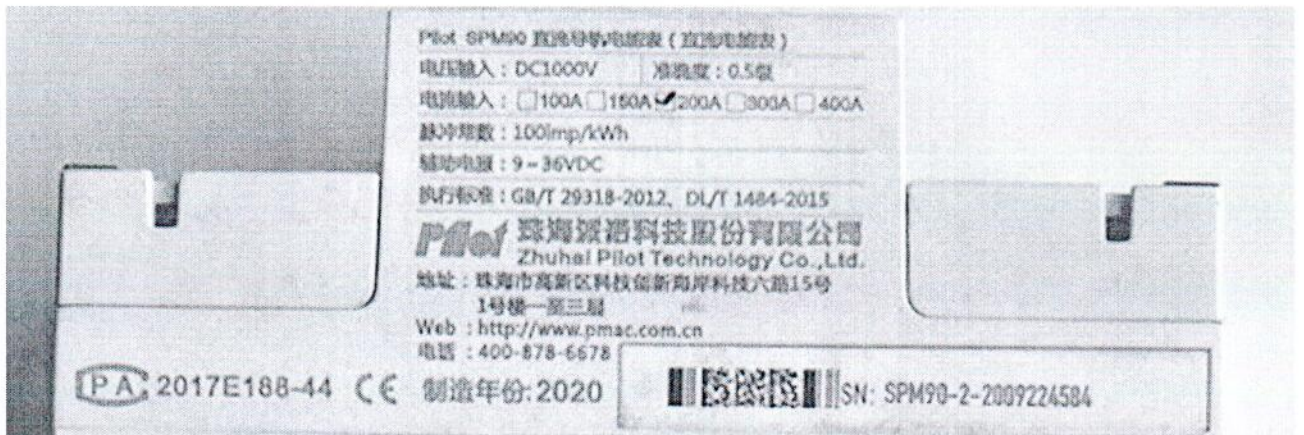 Pilot SPM90 直流导轨电能表（直流电能表）
电压输入：DC1000V 准确度：0.5级
电流输入：□100A □150A ☑200A □300A □400A
脉冲常数：100imp/kWh
辅助电源：9~36VDC
执行标准：GB/T 29318-2012、DL/T 1484-2015
Pilot 珠海派诺科技股份有限公司
Zhuhai Pilot Technology Co.,Ltd.
地址：珠海市高新区科技创新海岸科技六路15号
1号楼一至三层
Web：http://www.pmac.com.cn
电话：400-878-6678
PA 2017E188-44 CE 制造年份:2020 SN: SPM90-2-2009224584